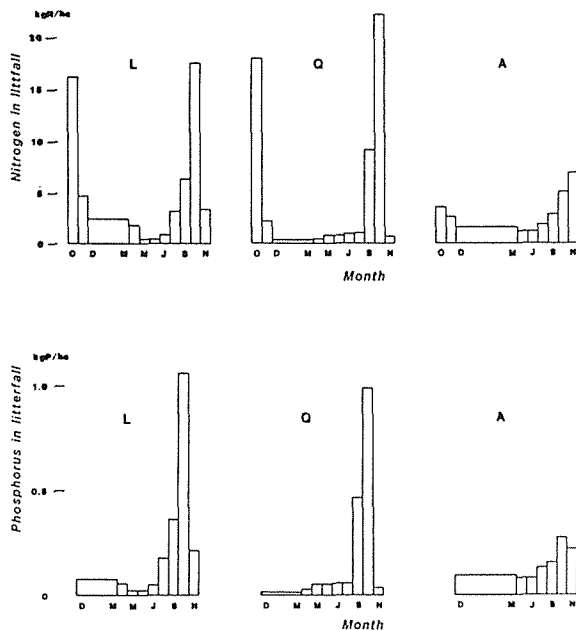 kgN/ha
20
L
Q
A
15
10
5
0
Nitrogen in littfall
O D M M J S N
O D M M J S N
O D M J S N
Month
kgP/ha
1.0
L
Q
A
0.5
0
Phosphorus in litterfall
D M M J S N
D M M J S N
D M J S N
Month